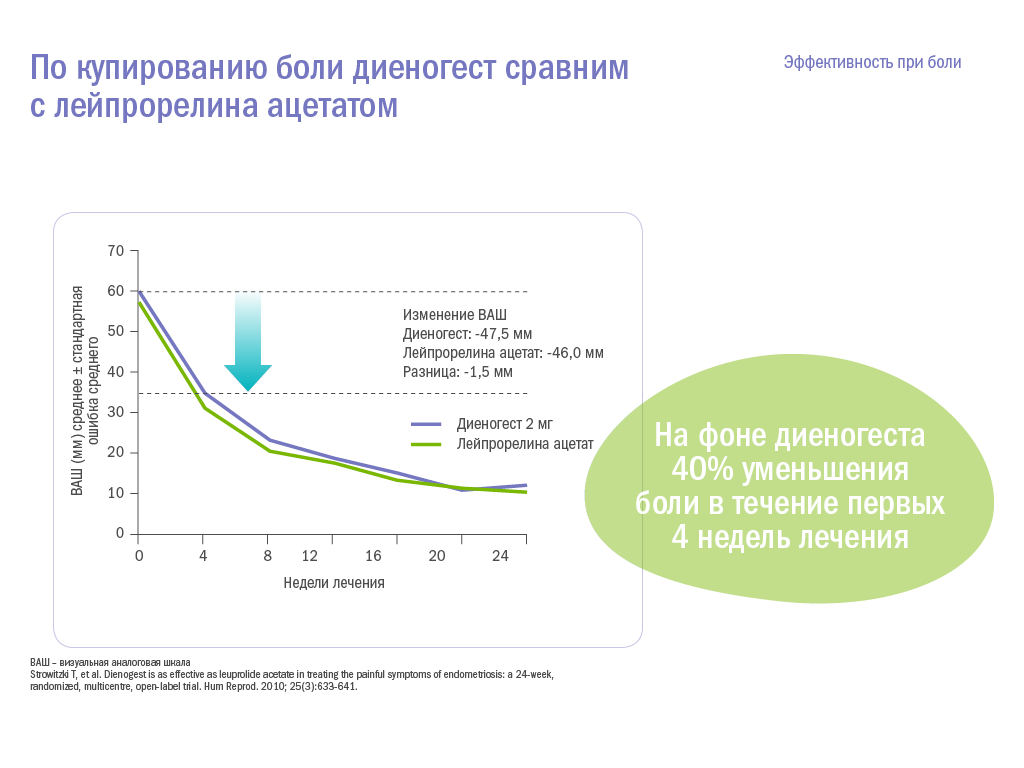 По купированию боли диеногест сравним
с лейпрорелина ацетатом
Эффективность при боли
ВАШ (мм) среднее ± стандартная
ошибка среднего
70
60
50
40
30
20
10
0
Изменение ВАШ
Диеногест: -47,5 мм
Лейпрорелина ацетат: -46,0 мм
Разница: -1,5 мм
Диеногест 2 мг
Лейпрорелина ацетат
0 4 8 12 16 20 24
Недели лечения
На фоне диеногеста
40% уменьшения
боли в течение первых
4 недель лечения
ВАШ – визуальная аналоговая шкала
Strowitzki T, et al. Dienogest is as effective as leuprolide acetate in treating the painful symptoms of endometriosis: a 24-week,
randomized, multicentre, open-label trial. Hum Reprod. 2010; 25(3):633-641.